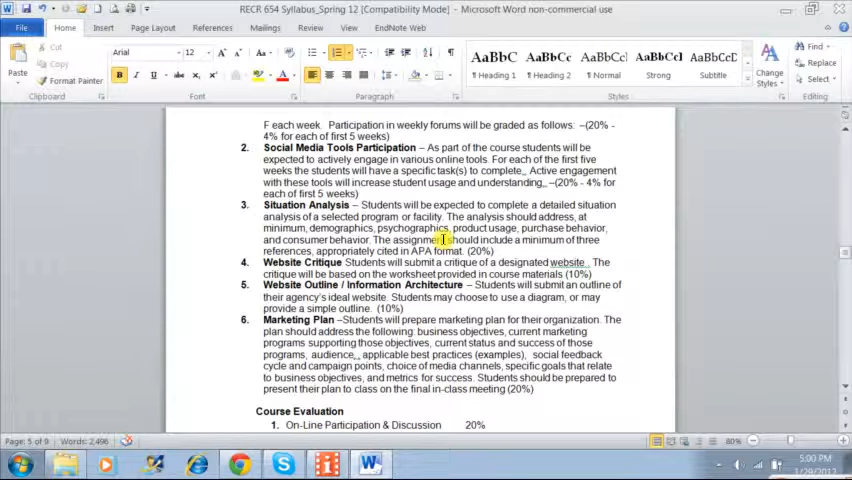 RECR 654 Syllabus_Spring 12 [Compatibility Mode] - Microsoft Word non-commercial use
File Home Insert Page Layout References Mailings Review View EndNote Web
Paste Cut Copy Format Painter
Arial 12
B I U abc
AaBbC AaBbCc AaBbCcDc AaBbCcI AaBbCcD
¶ Heading 1 ¶ Heading 2 ¶ Normal Strong Subtitle
Change Styles
Find Replace Select
Clipboard Font Paragraph Styles Editing
F each week. Participation in weekly forums will be graded as follows: –(20% -
4% for each of first 5 weeks)
2. Social Media Tools Participation – As part of the course students will be
expected to actively engage in various online tools. For each of the first five
weeks the students will have a specific task(s) to complete. Active engagement
with these tools will increase student usage and understanding. –(20% - 4% for
each of first 5 weeks)
3. Situation Analysis – Students will be expected to complete a detailed situation
analysis of a selected program or facility. The analysis should address, at
minimum, demographics, psychographics, product usage, purchase behavior,
and consumer behavior. The assignment should include a minimum of three
references, appropriately cited in APA format. (20%)
4. Website Critique Students will submit a critique of a designated website . The
critique will be based on the worksheet provided in course materials (10%)
5. Website Outline / Information Architecture – Students will submit an outline of
their agency's ideal website. Students may choose to use a diagram, or may
provide a simple outline. (10%)
6. Marketing Plan –Students will prepare marketing plan for their organization. The
plan should address the following: business objectives, current marketing
programs supporting those objectives, current status and success of those
programs, audience, applicable best practices (examples), social feedback
cycle and campaign points, choice of media channels, specific goals that relate
to business objectives, and metrics for success. Students should be prepared to
present their plan to class on the final in-class meeting (20%)
Course Evaluation
1. On-Line Participation & Discussion 20%
Page: 5 of 9 Words: 2,496 80%
5:00 PM
1/29/2012